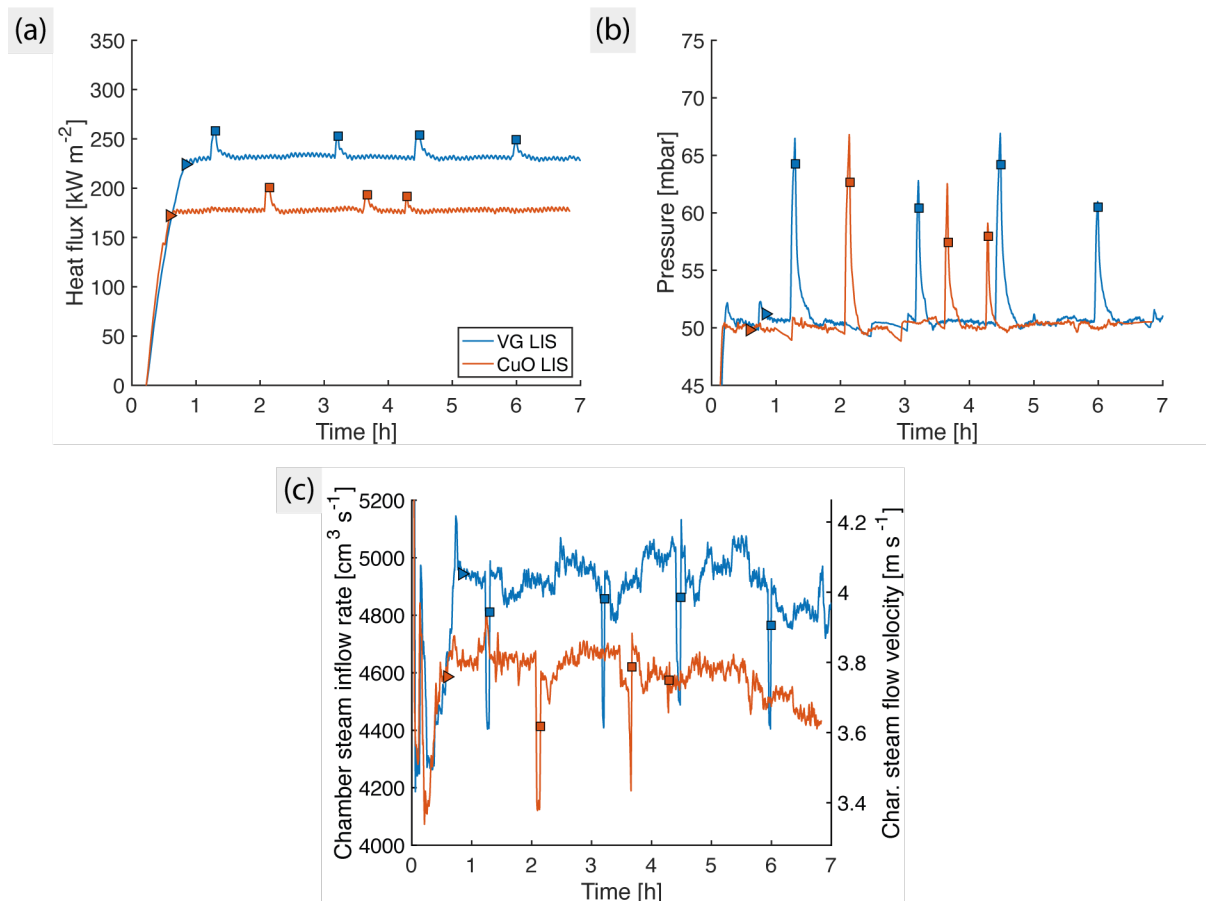 (a)
350
300
250
200
150
100
50
0
Heat flux [kW m⁻²]
VG LIS
CuO LIS
0 1 2 3 4 5 6 7
Time [h]
(b)
75
70
65
60
55
50
45
Pressure [mbar]
0 1 2 3 4 5 6 7
Time [h]
(c)
5200
5000
4800
4600
4400
4200
4000
Chamber steam inflow rate [cm³ s⁻¹]
4.2
4
3.8
3.6
3.4
Char. steam flow velocity [m s⁻¹]
0 1 2 3 4 5 6 7
Time [h]